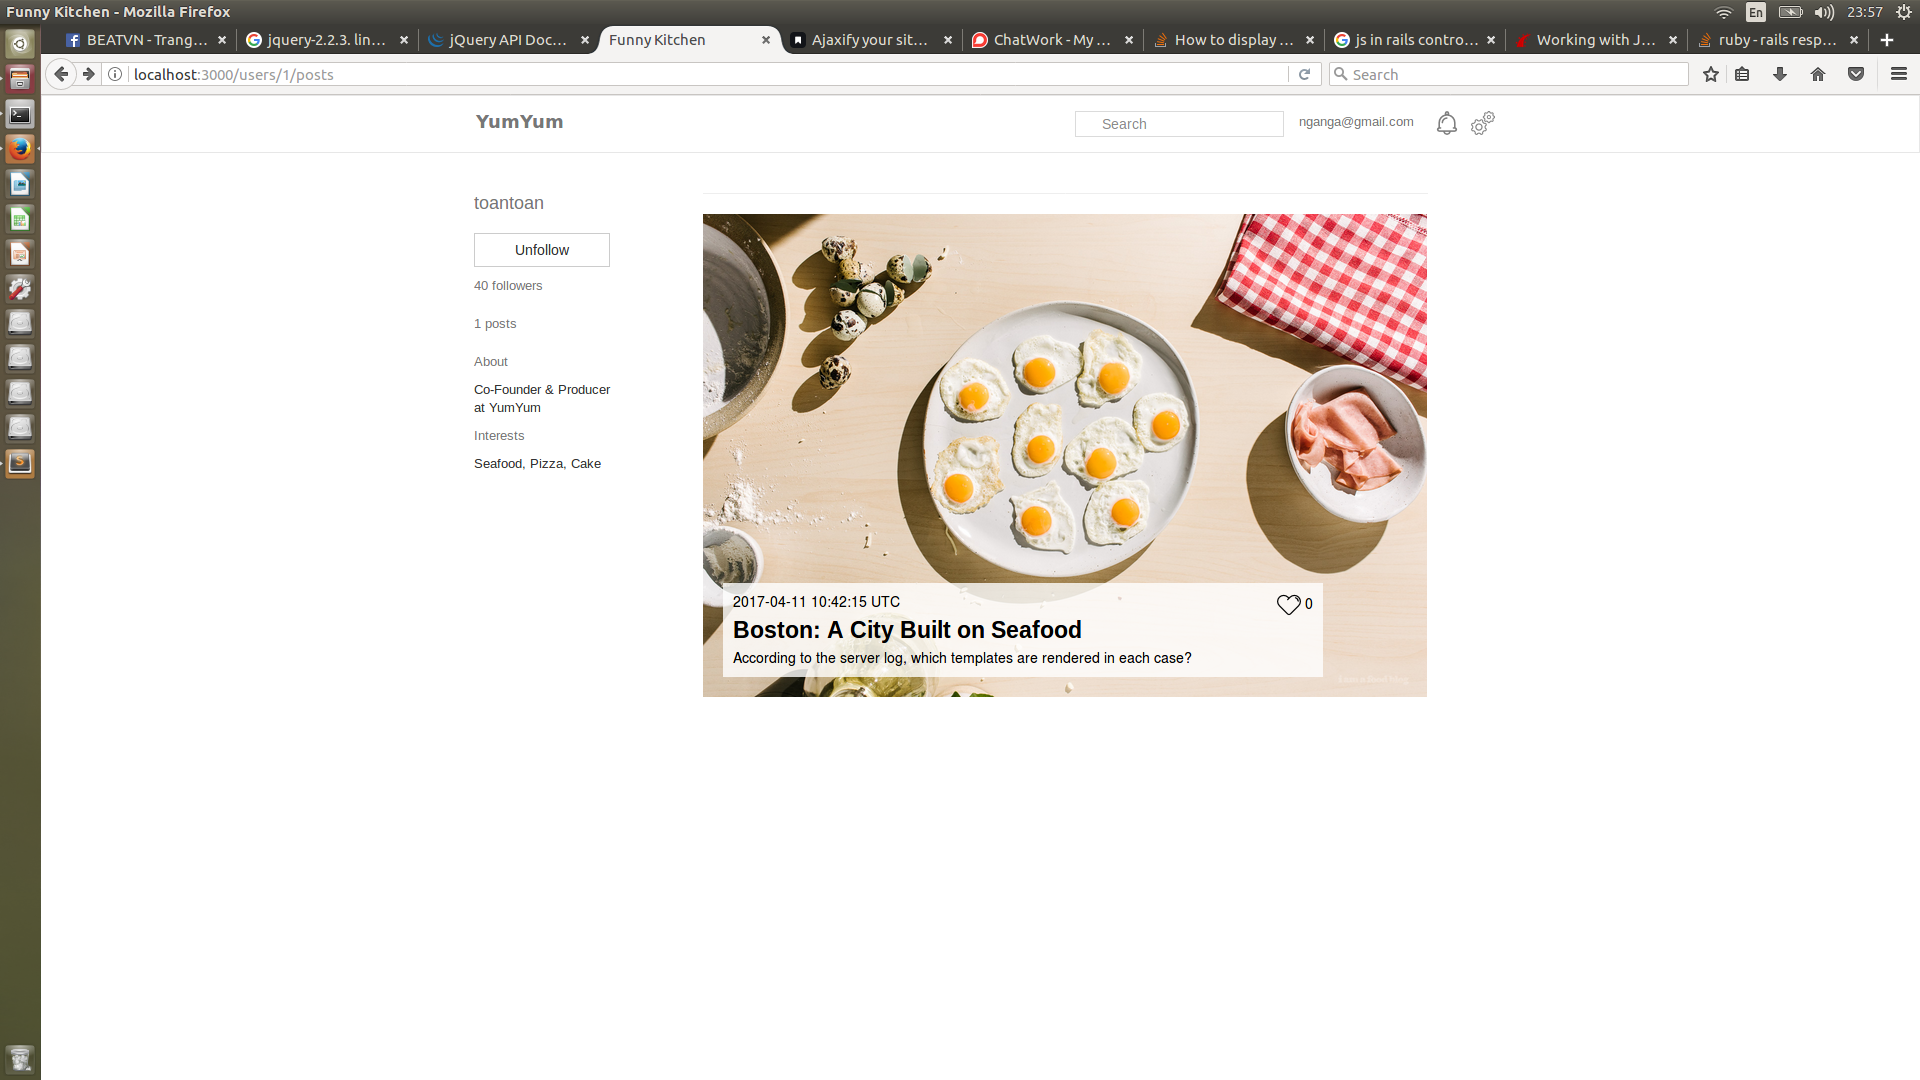 Funny Kitchen - Mozilla Firefox
En
23:57
BEATVN - Trang...
jquery-2.2.3. lin...
jQuery API Doc...
Funny Kitchen
Ajaxify your sit...
ChatWork - My ...
How to display ...
js in rails contro...
Working with J...
ruby - rails resp...
localhost:3000/users/1/posts
Search
YumYum
Search
nganga@gmail.com
toantoan
Unfollow
40 followers
1 posts
About
Co-Founder & Producer
at YumYum
Interests
Seafood, Pizza, Cake
2017-04-11 10:42:15 UTC
0
Boston: A City Built on Seafood
According to the server log, which templates are rendered in each case?